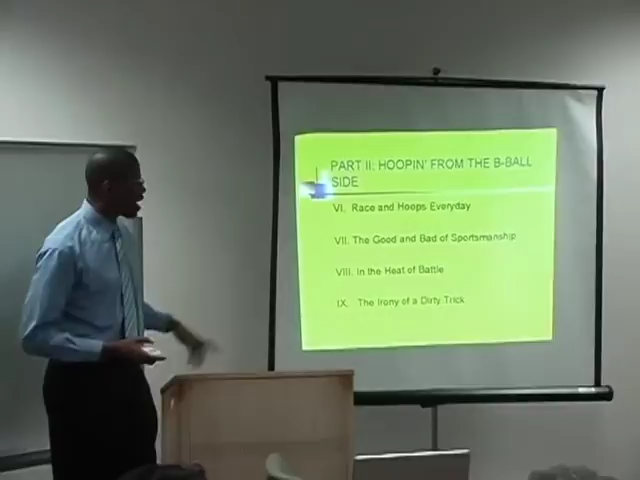 PART II: HOOPIN' FROM THE B-BALL
SIDE
VI. Race and Hoops Everyday
VII. The Good and Bad of Sportsmanship
VIII. In the Heat of Battle
IX. The Irony of a Dirty Trick